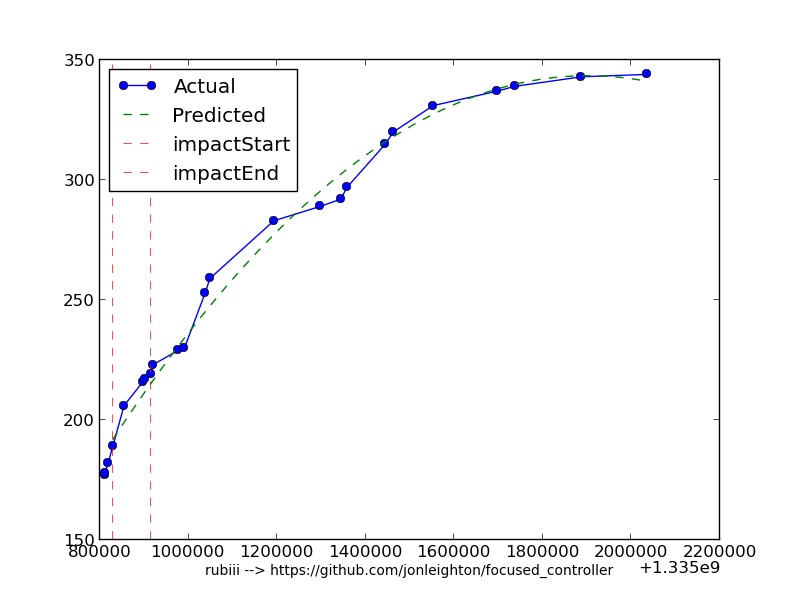 350
300
250
200
150
Actual
Predicted
impactStart
impactEnd
800000 1000000 1200000 1400000 1600000 1800000 2000000 2200000
+1.335e9
rubiii --> https://github.com/jonleighton/focused_controller